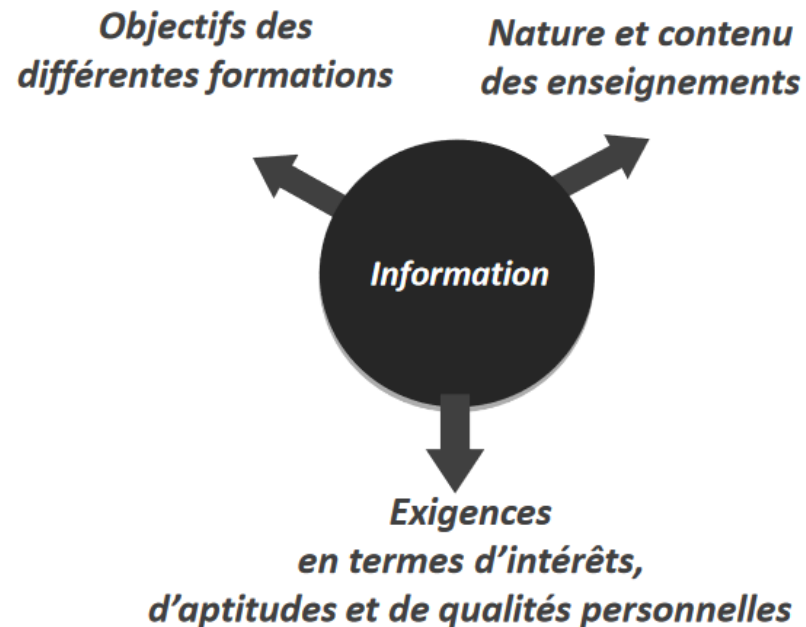 Objectifs des
différentes formations
Nature et contenu
des enseignements
Information
Exigences
en termes d'intérêts,
d'aptitudes et de qualités personnelles